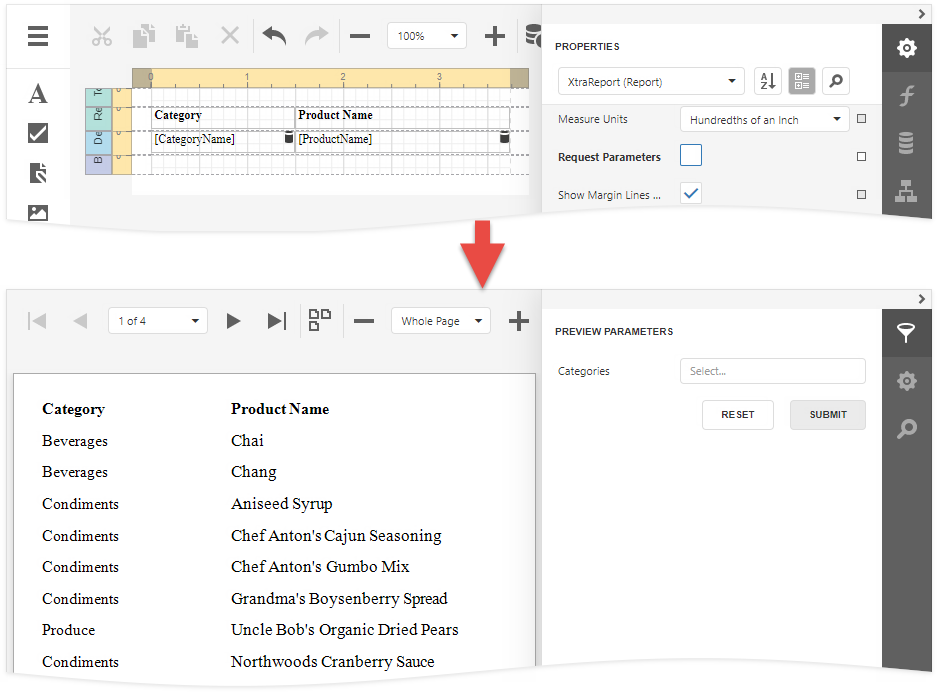 100%
PROPERTIES
XtraReport (Report)
A
Z
0 1 2 3
To
Re
De
B
Category Product Name
[CategoryName] [ProductName]
Measure Units Hundredths of an Inch
Request Parameters
Show Margin Lines ...
1 of 4
Whole Page
PREVIEW PARAMETERS
Categories Select...
RESET SUBMIT
Category Product Name
Beverages Chai
Beverages Chang
Condiments Aniseed Syrup
Condiments Chef Anton's Cajun Seasoning
Condiments Chef Anton's Gumbo Mix
Condiments Grandma's Boysenberry Spread
Produce Uncle Bob's Organic Dried Pears
Condiments Northwoods Cranberry Sauce